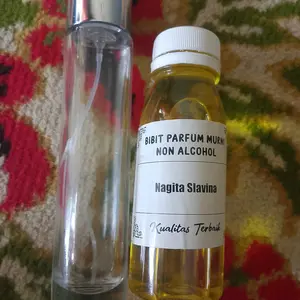 BIBIT PARFUM MURNI
NON ALCOHOL
Nagita Slavina
Kualitas Terbaik